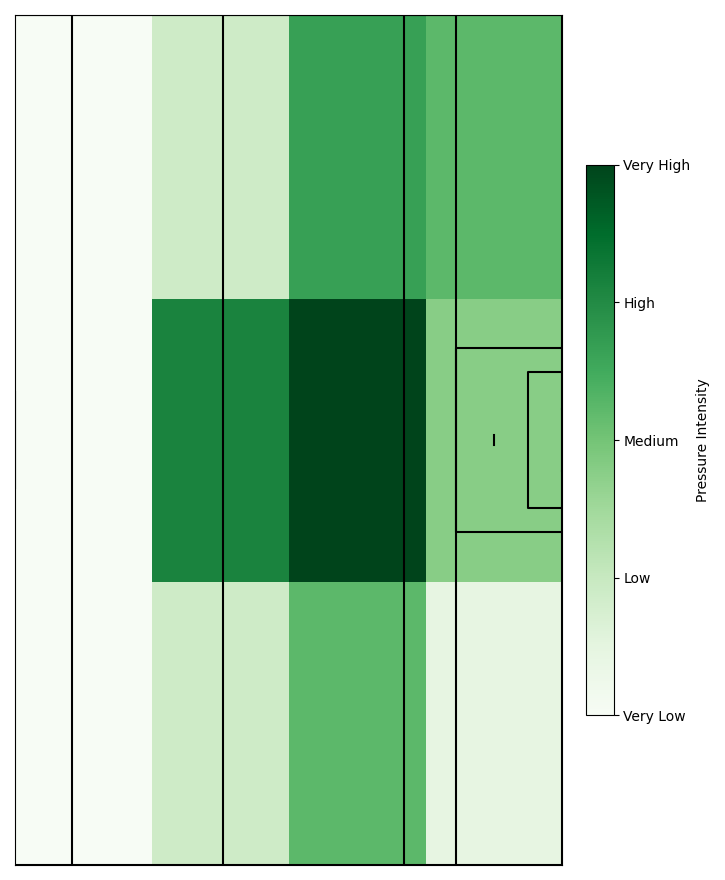 Very High
High
Medium
Low
Very Low
Pressure Intensity